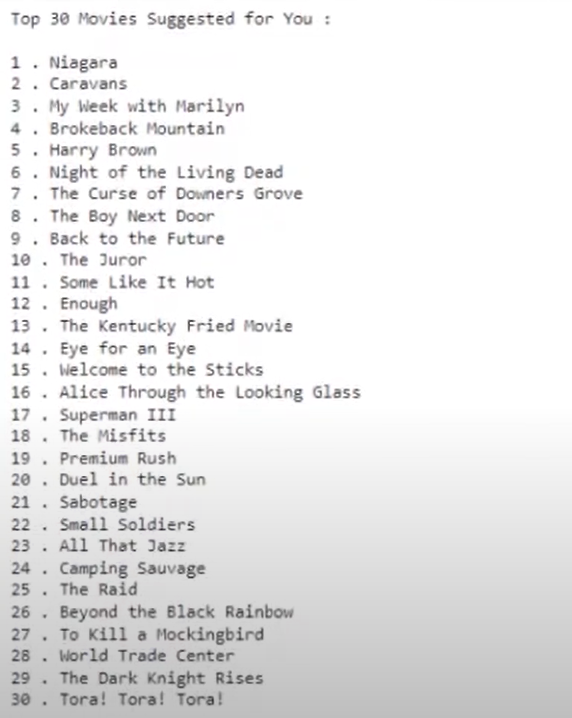 Top 30 Movies Suggested for You :
1 . Niagara
2 . Caravans
3 . My Week with Marilyn
4 . Brokeback Mountain
5 . Harry Brown
6 . Night of the Living Dead
7 . The Curse of Downers Grove
8 . The Boy Next Door
9 . Back to the Future
10 . The Juror
11 . Some Like It Hot
12 . Enough
13 . The Kentucky Fried Movie
14 . Eye for an Eye
15 . Welcome to the Sticks
16 . Alice Through the Looking Glass
17 . Superman III
18 . The Misfits
19 . Premium Rush
20 . Duel in the Sun
21 . Sabotage
22 . Small Soldiers
23 . All That Jazz
24 . Camping Sauvage
25 . The Raid
26 . Beyond the Black Rainbow
27 . To Kill a Mockingbird
28 . World Trade Center
29 . The Dark Knight Rises
30 . Tora! Tora! Tora!